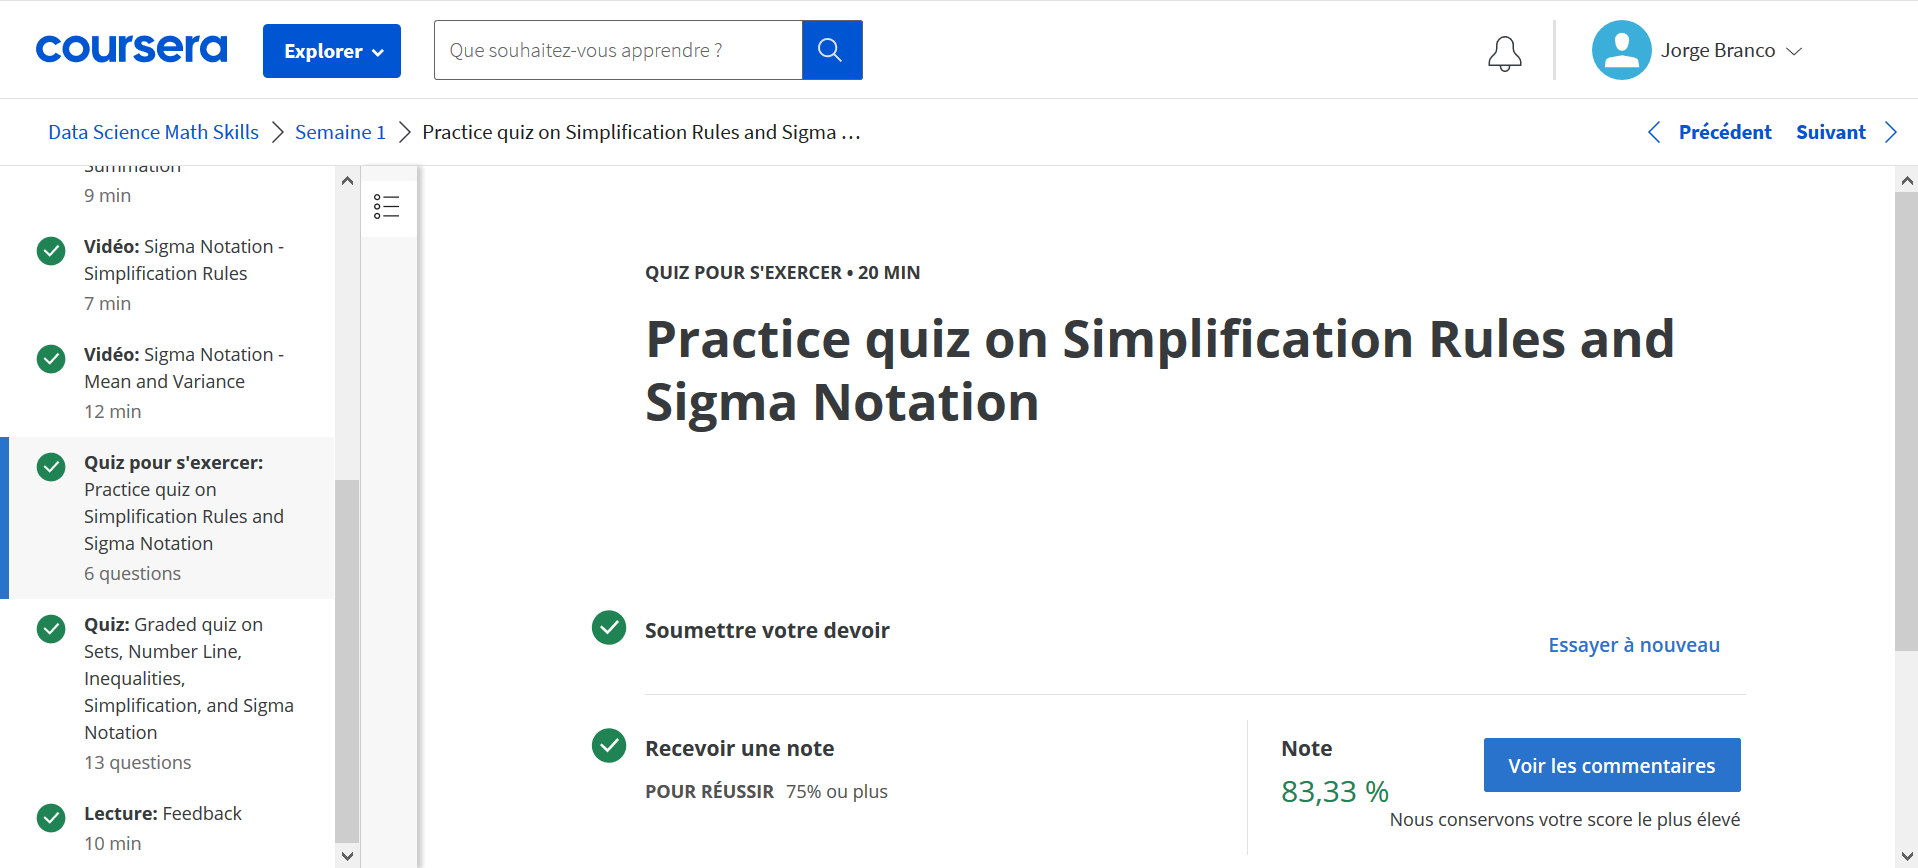 coursera
Explorer
Que souhaitez-vous apprendre ?
Jorge Branco
Data Science Math Skills
Semaine 1
Practice quiz on Simplification Rules and Sigma …
Précédent
Suivant
Summation
9 min
Vidéo: Sigma Notation -
Simplification Rules
7 min
Vidéo: Sigma Notation -
Mean and Variance
12 min
Quiz pour s'exercer:
Practice quiz on
Simplification Rules and
Sigma Notation
6 questions
Quiz: Graded quiz on
Sets, Number Line,
Inequalities,
Simplification, and Sigma
Notation
13 questions
Lecture: Feedback
10 min
QUIZ POUR S'EXERCER • 20 MIN
Practice quiz on Simplification Rules and
Sigma Notation
Soumettre votre devoir
Essayer à nouveau
Recevoir une note
POUR RÉUSSIR 75% ou plus
Note
83,33 %
Voir les commentaires
Nous conservons votre score le plus élevé